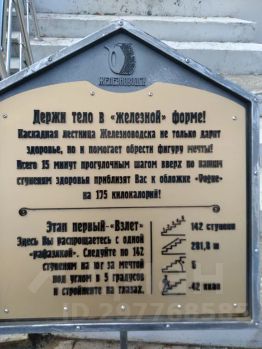 ЖЕЛЕЗНОВОДСК
Держи тело в «железной» форме!
Каскадная лестница Железноводска не только дарит
здоровье, но и помогает обрести фигуру мечты!
Всего 15 минут прогулочным шагом вверх по нашим
ступеням здоровья приблизят Вас к обложке «Vogue»
на 175 килокалорий!
Этап первый-«Взлет»
Здесь Вы распрощаетесь с одной
«рафаэлкой». Следуйте по 142
ступеням на юг за мечтой
под углом в 5 градусов
и стройнейте на глазах.
142 ступени
281,8 м
5
-42 ккал